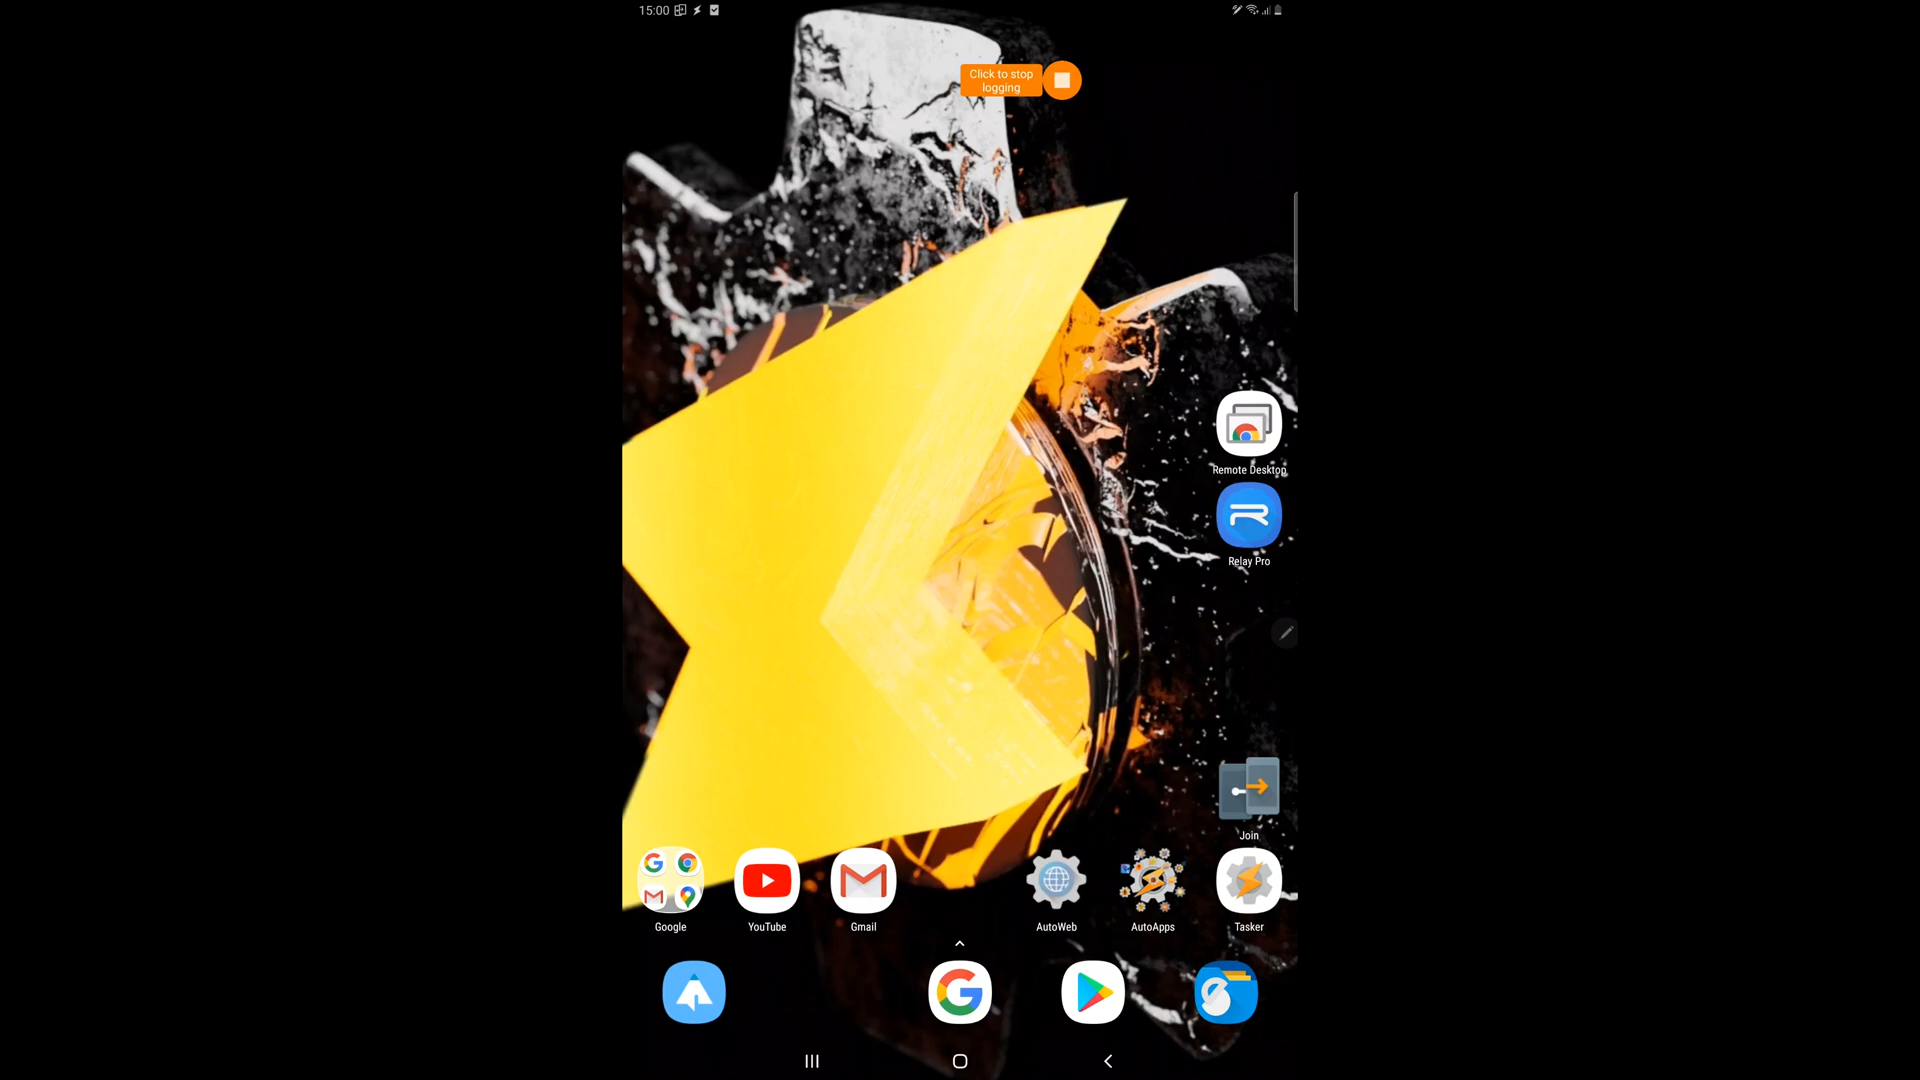 15:00
Click to stop
logging
Remote Desktop
Relay Pro
Join
Google
YouTube
Gmail
AutoWeb
AutoApps
Tasker